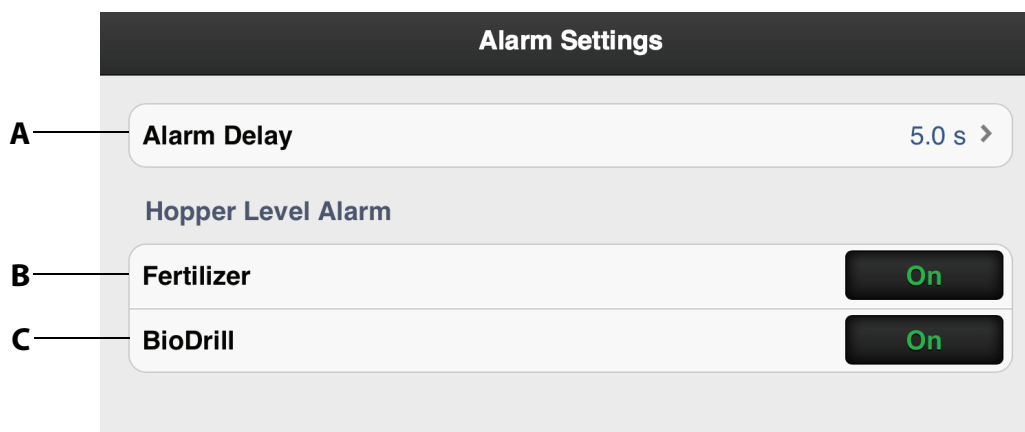 Alarm Settings
A Alarm Delay 5.0 s >
Hopper Level Alarm
B Fertilizer On
C BioDrill On